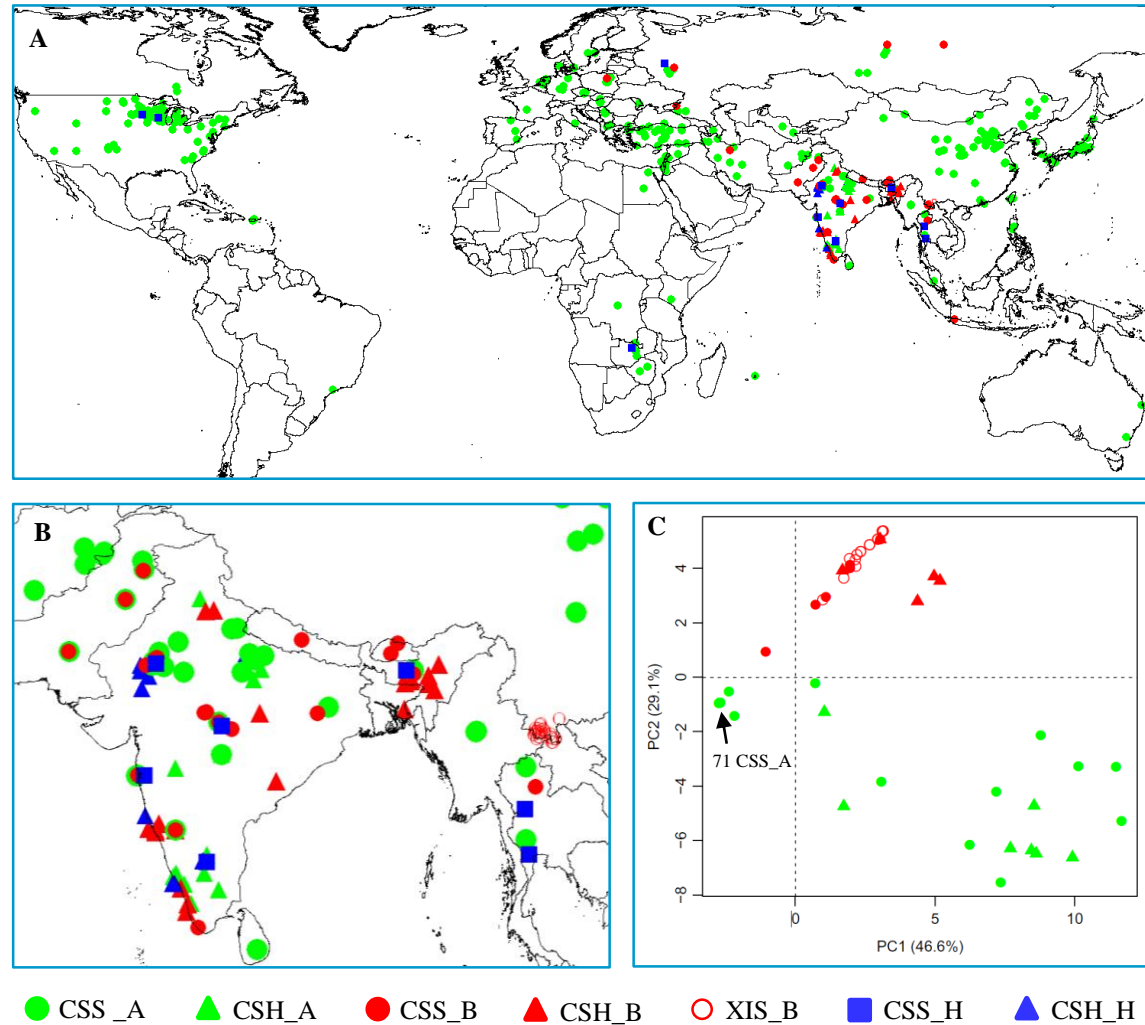 A
B
C
4
2
0
-2
-4
-6
-8
PC2 (29.1%)
71 CSS_A
0
5
10
PC1 (46.6%)
CSS _A
CSH_A
CSS_B
CSH_B
XIS_B
CSS_H
CSH_H